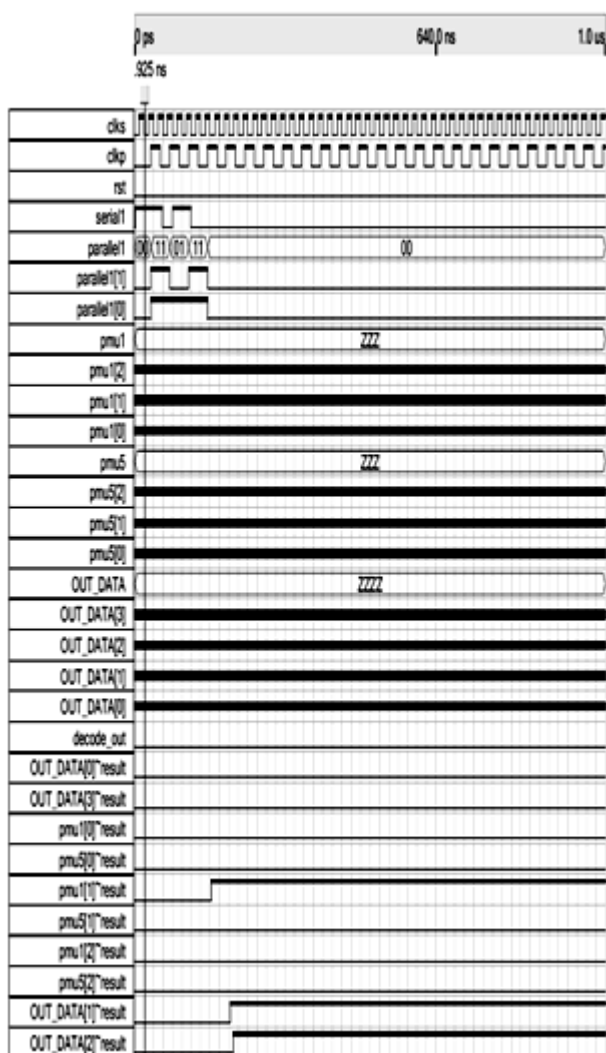 0 ps 640.0 ns 1.0 us
.925 ns
clks
clkp
rst
serial1
parallel1 00 11 01 11 00
parallel1[1]
parallel1[0]
pmu1 ZZZ
pmu1[2]
pmu1[1]
pmu1[0]
pmu5 ZZZ
pmu5[2]
pmu5[1]
pmu5[0]
OUT_DATA ZZZZ
OUT_DATA[3]
OUT_DATA[2]
OUT_DATA[1]
OUT_DATA[0]
decode_out
OUT_DATA[0]~result
OUT_DATA[3]~result
pmu1[0]~result
pmu5[0]~result
pmu1[1]~result
pmu5[1]~result
pmu1[2]~result
pmu5[2]~result
OUT_DATA[1]~result
OUT_DATA[2]~result